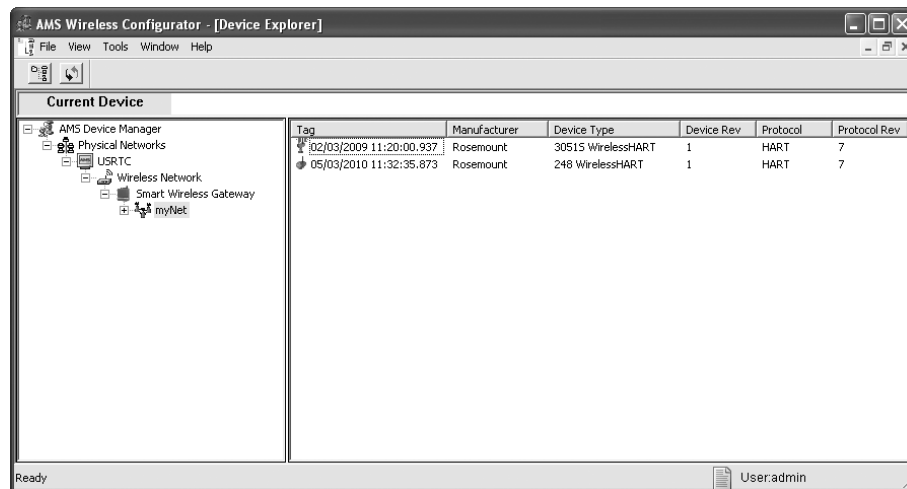 AMS Wireless Configurator - [Device Explorer]
File View Tools Window Help
Current Device
AMS Device Manager
Physical Networks
USRTC
Wireless Network
Smart Wireless Gateway
myNet
Tag Manufacturer Device Type Device Rev Protocol Protocol Rev
02/03/2009 11:20:00.937 Rosemount 3051S WirelessHART 1 HART 7
05/03/2010 11:32:35.873 Rosemount 248 WirelessHART 1 HART 7
Ready User:admin